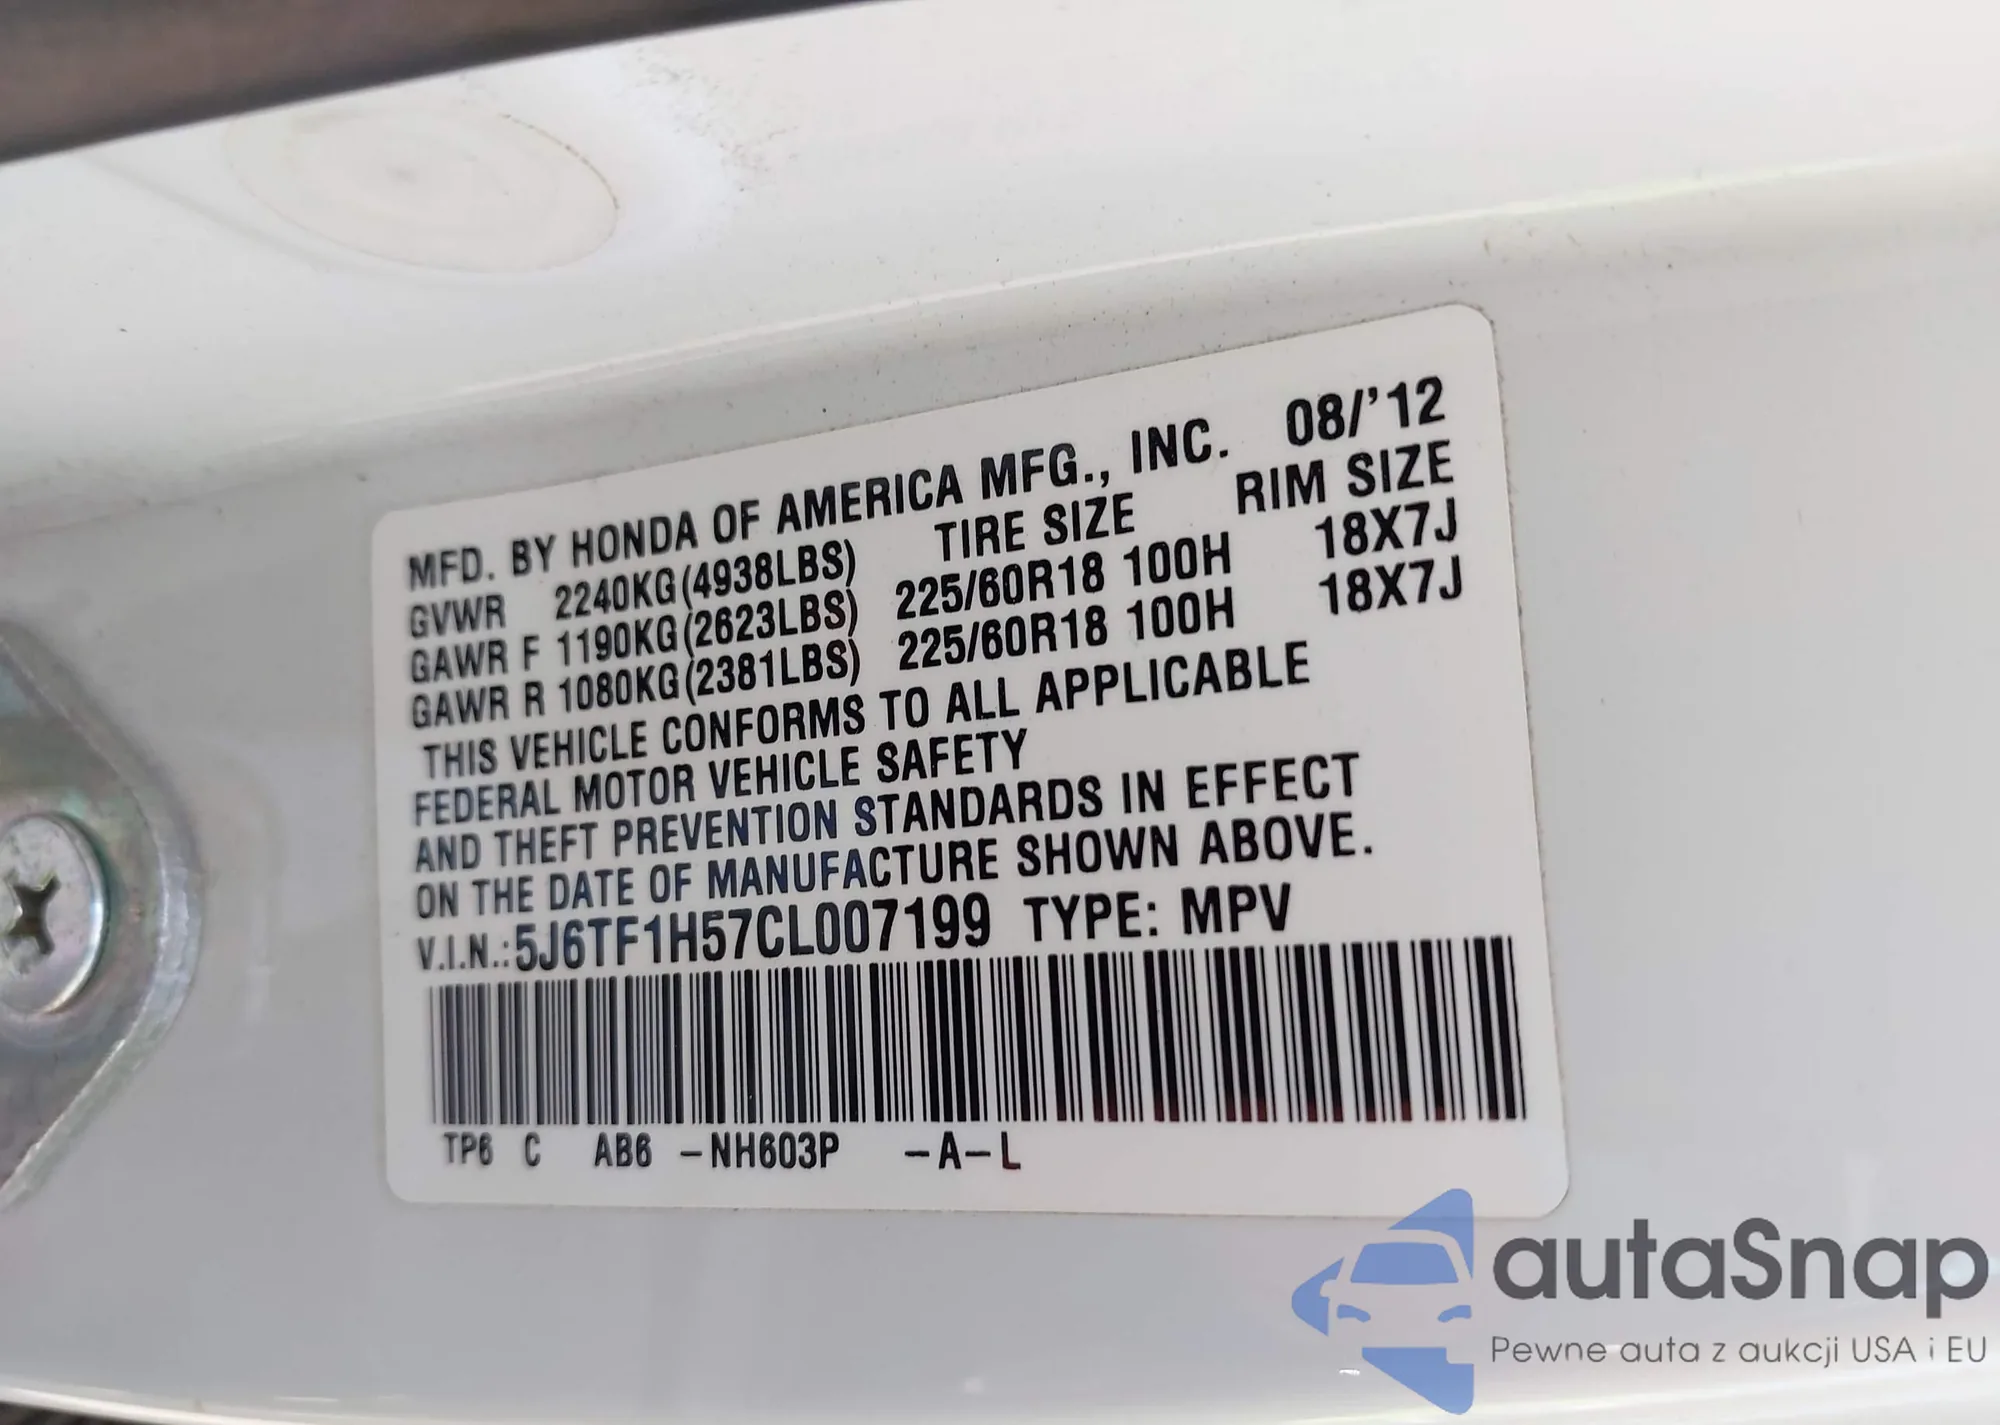 MFD. BY HONDA OF AMERICA MFG., INC. 08/'12
GVWR 2240KG(4938LBS) TIRE SIZE RIM SIZE
GAWR F 1190KG(2623LBS) 225/60R18 100H 18X7J
GAWR R 1080KG(2381LBS) 225/60R18 100H 18X7J
THIS VEHICLE CONFORMS TO ALL APPLICABLE
FEDERAL MOTOR VEHICLE SAFETY
AND THEFT PREVENTION STANDARDS IN EFFECT
ON THE DATE OF MANUFACTURE SHOWN ABOVE.
V.I.N.:5J6TF1H57CL007199 TYPE: MPV
TP6 C AB6 -NH603P -A-L
autaSnap
Pewne auta z aukcji USA i EU